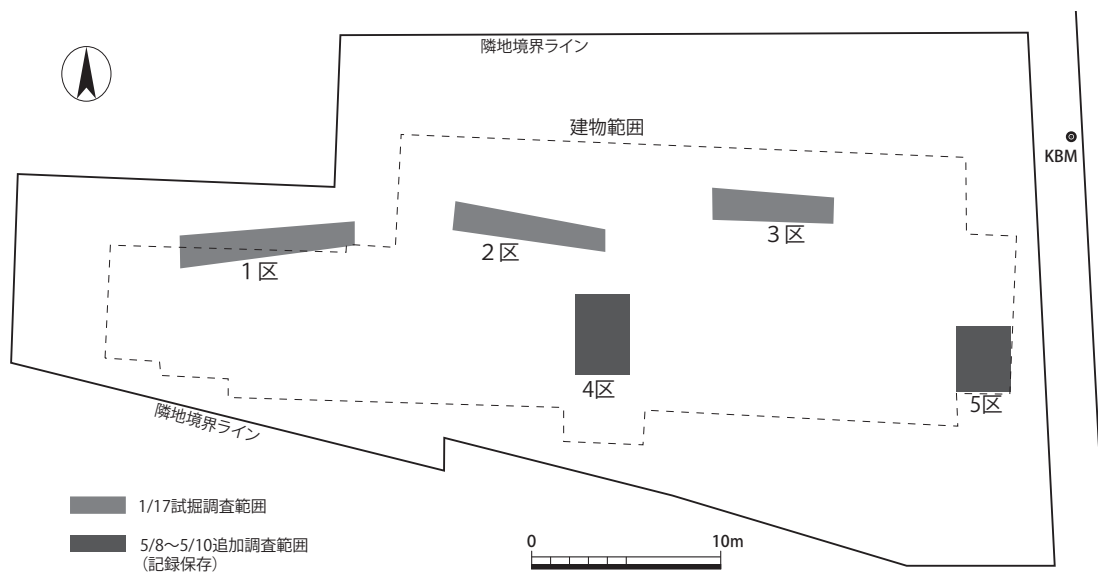 隣地境界ライン
建物範囲
KBM
1区
2区
3区
4区
5区
隣地境界ライン
1/17試掘調査範囲
5/8〜5/10追加調査範囲
（記録保存）
0
10m